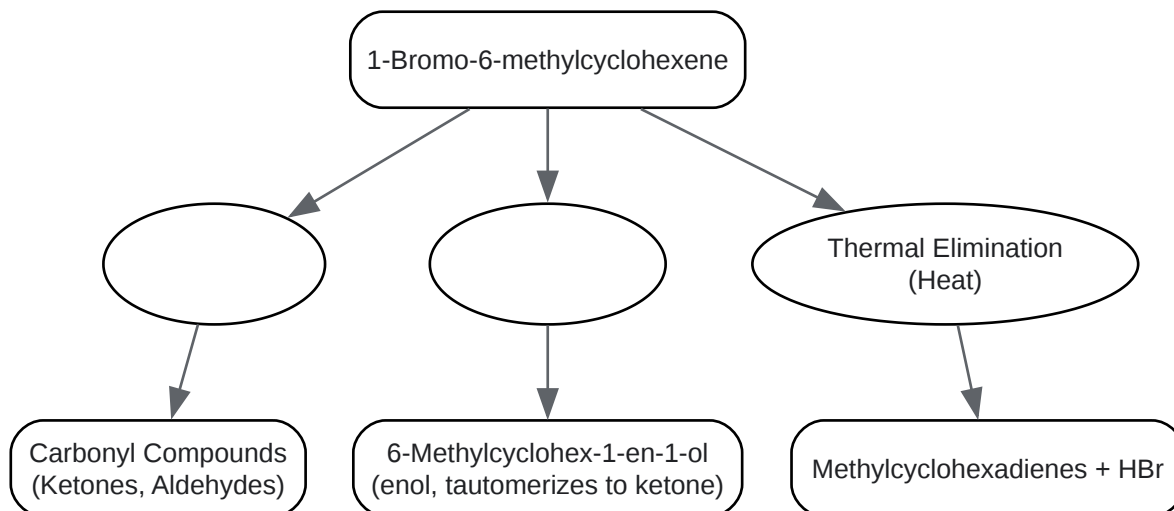 1-Bromo-6-methylcyclohexene
Thermal Elimination
(Heat)
Carbonyl Compounds
(Ketones, Aldehydes)
6-Methylcyclohex-1-en-1-ol
(enol, tautomerizes to ketone)
Methylcyclohexadienes + HBr